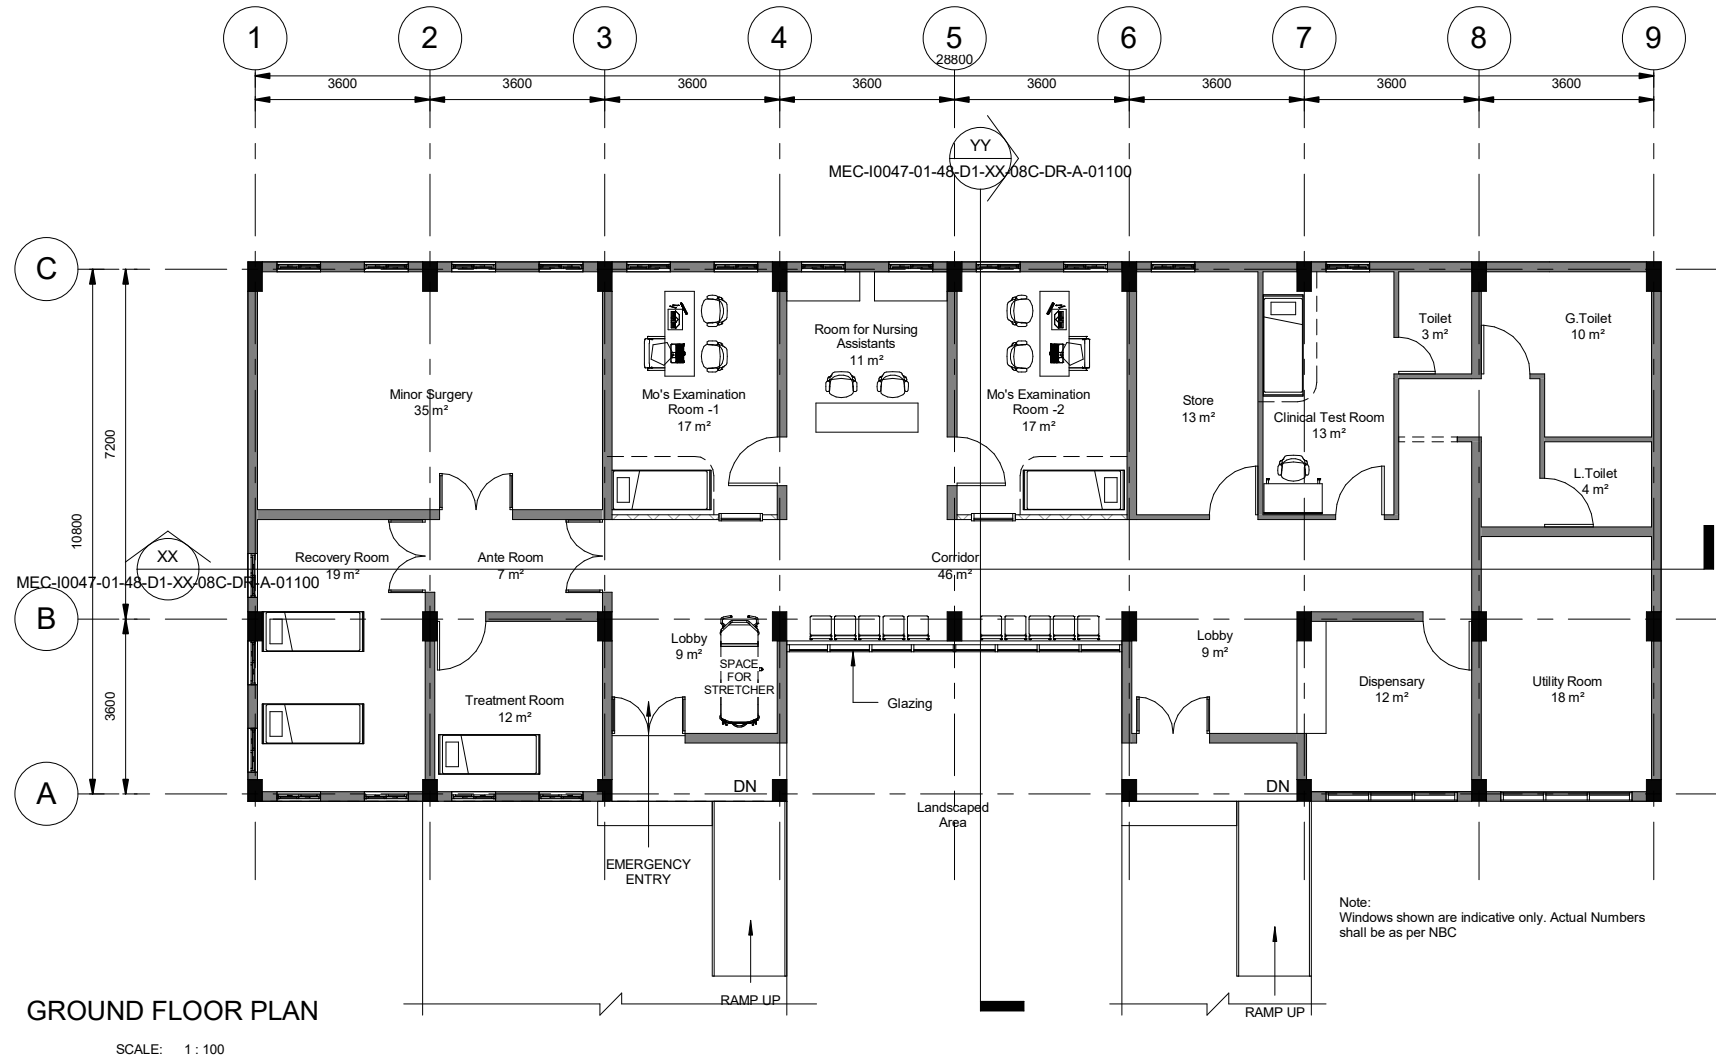 1
2
3
4
5
6
7
8
9
28800
3600
3600
3600
3600
3600
3600
3600
3600
YY
MEC-I0047-01-48-D1-XX-08C-DR-A-01100
C
B
A
7200
10800
3600
XX
MEC-I0047-01-48-D1-XX-08C-DR-A-01100
Minor Surgery
35 m²
Mo's Examination
Room -1
17 m²
Room for Nursing
Assistants
11 m²
Mo's Examination
Room -2
17 m²
Store
13 m²
Clinical Test Room
13 m²
Toilet
3 m²
G.Toilet
10 m²
L.Toilet
4 m²
Recovery Room
19 m²
Ante Room
7 m²
Corridor
46 m²
Lobby
9 m²
SPACE
FOR
STRETCHER
Lobby
9 m²
Treatment Room
12 m²
Glazing
Dispensary
12 m²
Utility Room
18 m²
DN
DN
Landscaped
Area
EMERGENCY
ENTRY
RAMP UP
RAMP UP
Note:
Windows shown are indicative only. Actual Numbers
shall be as per NBC
GROUND FLOOR PLAN
SCALE: 1 : 100